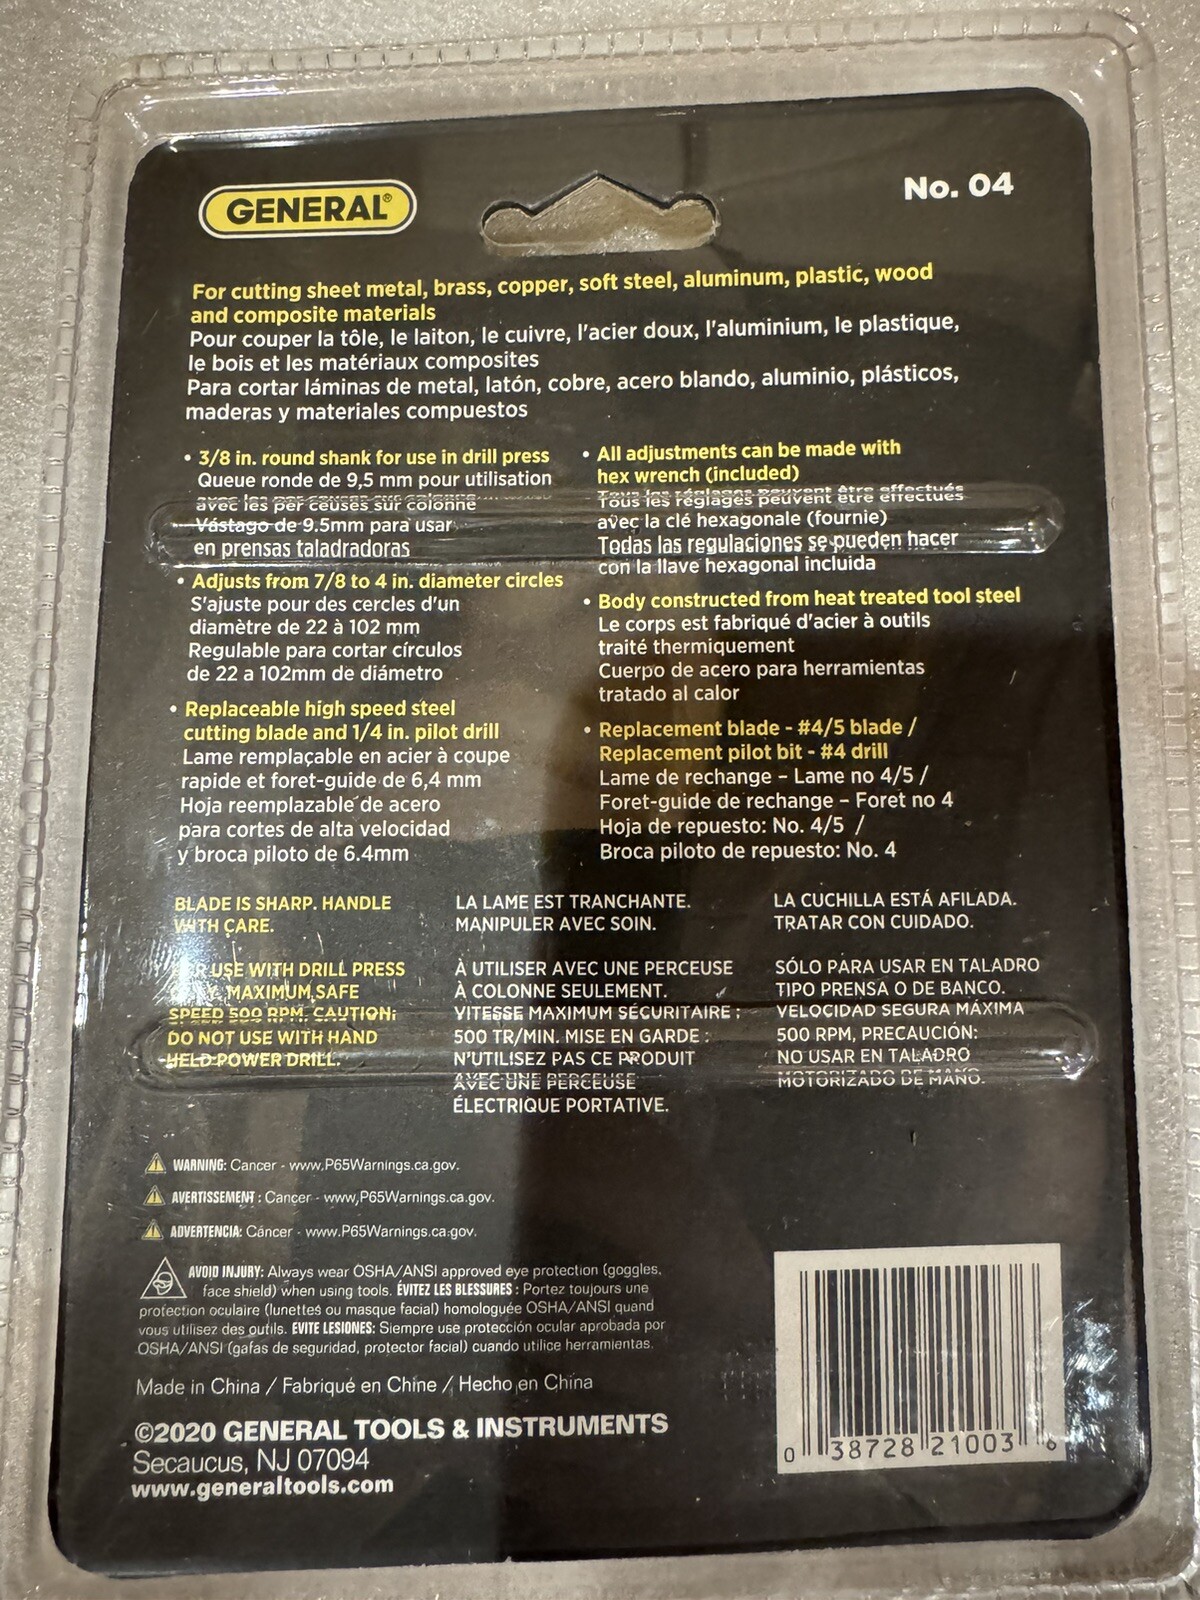 GENERAL®
No. 04
For cutting sheet metal, brass, copper, soft steel, aluminum, plastic, wood
and composite materials
Pour couper la tôle, le laiton, le cuivre, l'acier doux, l'aluminium, le plastique,
le bois et les matériaux composites
Para cortar láminas de metal, latón, cobre, acero blando, aluminio, plásticos,
maderas y materiales compuestos
• 3/8 in. round shank for use in drill press
Queue ronde de 9,5 mm pour utilisation
avec les perceuses sur colonne
Vástago de 9.5mm para usar
en prensas taladradoras
• Adjusts from 7/8 to 4 in. diameter circles
S'ajuste pour des cercles d'un
diamètre de 22 à 102 mm
Regulable para cortar círculos
de 22 a 102mm de diámetro
• Replaceable high speed steel
cutting blade and 1/4 in. pilot drill
Lame remplaçable en acier à coupe
rapide et foret-guide de 6,4 mm
Hoja reemplazable de acero
para cortes de alta velocidad
y broca piloto de 6.4mm
• All adjustments can be made with
hex wrench (included)
Tous les réglages peuvent être effectués
avec la clé hexagonale (fournie)
Todas las regulaciones se pueden hacer
con la llave hexagonal incluida
• Body constructed from heat treated tool steel
Le corps est fabriqué d'acier à outils
traité thermiquement
Cuerpo de acero para herramientas
tratado al calor
• Replacement blade - #4/5 blade /
Replacement pilot bit - #4 drill
Lame de rechange – Lame no 4/5 /
Foret-guide de rechange – Foret no 4
Hoja de repuesto: No. 4/5 /
Broca piloto de repuesto: No. 4
BLADE IS SHARP. HANDLE
WITH CARE.
USE WITH DRILL PRESS
MAXIMUM SAFE
SPEED 500 RPM. CAUTION:
DO NOT USE WITH HAND
HELD POWER DRILL.
LA LAME EST TRANCHANTE.
MANIPULER AVEC SOIN.
À UTILISER AVEC UNE PERCEUSE
À COLONNE SEULEMENT.
VITESSE MAXIMUM SÉCURITAIRE :
500 TR/MIN. MISE EN GARDE :
N'UTILISEZ PAS CE PRODUIT
AVEC UNE PERCEUSE
ÉLECTRIQUE PORTATIVE.
LA CUCHILLA ESTÁ AFILADA.
TRATAR CON CUIDADO.
SÓLO PARA USAR EN TALADRO
TIPO PRENSA O DE BANCO.
VELOCIDAD SEGURA MÁXIMA
500 RPM, PRECAUCIÓN:
NO USAR EN TALADRO
MOTORIZADO DE MANO.
WARNING: Cancer - www.P65Warnings.ca.gov.
AVERTISSEMENT : Cancer - www.P65Warnings.ca.gov.
ADVERTENCIA: Cáncer - www.P65Warnings.ca.gov.
AVOID INJURY: Always wear OSHA/ANSI approved eye protection (goggles,
face shield) when using tools. ÉVITEZ LES BLESSURES : Portez toujours une
protection oculaire (lunettes ou masque facial) homologuée OSHA/ANSI quand
vous utilisez des outils. EVITE LESIONES: Siempre use protección ocular aprobada por
OSHA/ANSI (gafas de seguridad, protector facial) cuando utilice herramientas.
Made in China / Fabriqué en Chine / Hecho en China
©2020 GENERAL TOOLS & INSTRUMENTS
Secaucus, NJ 07094
www.generaltools.com
0 38728 21003 6